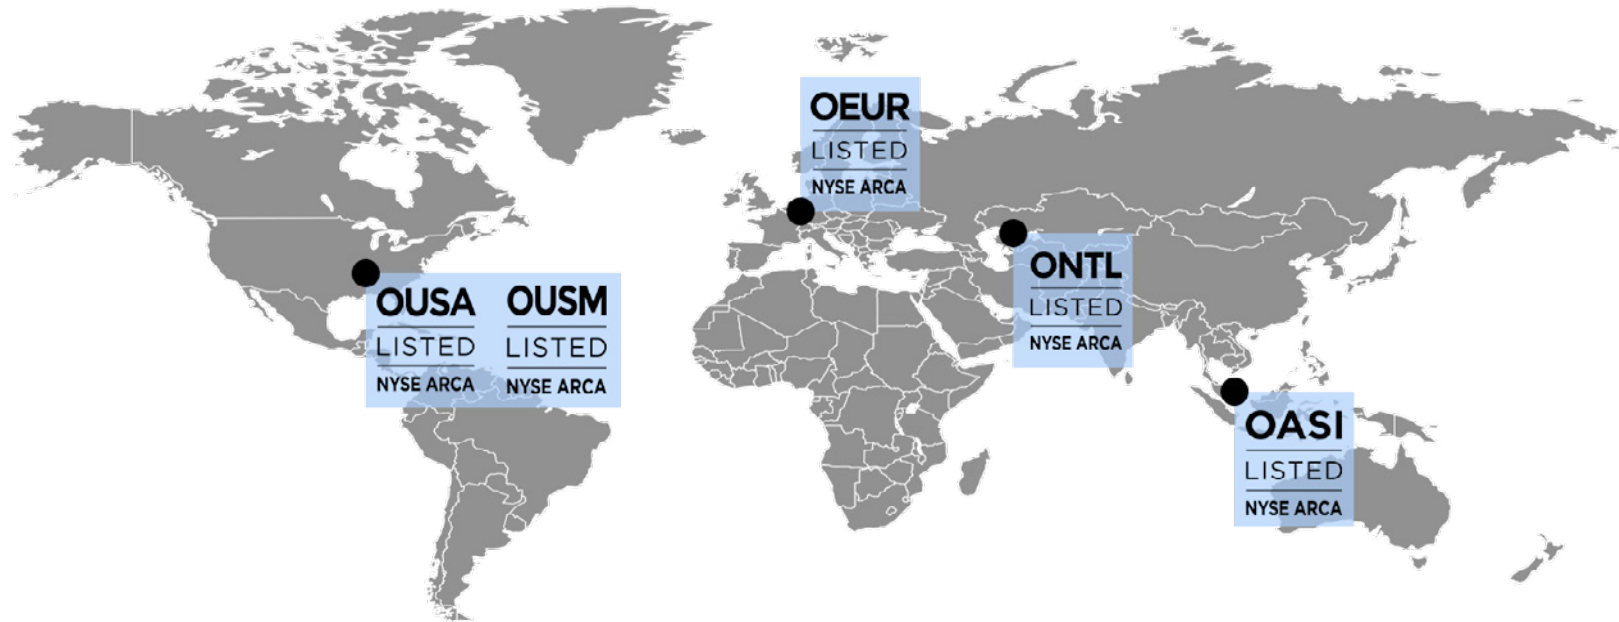 OEUR
LISTED
NYSE ARCA
ONTL
LISTED
NYSE ARCA
OUSA
LISTED
NYSE ARCA
OUSM
LISTED
NYSE ARCA
OASI
LISTED
NYSE ARCA